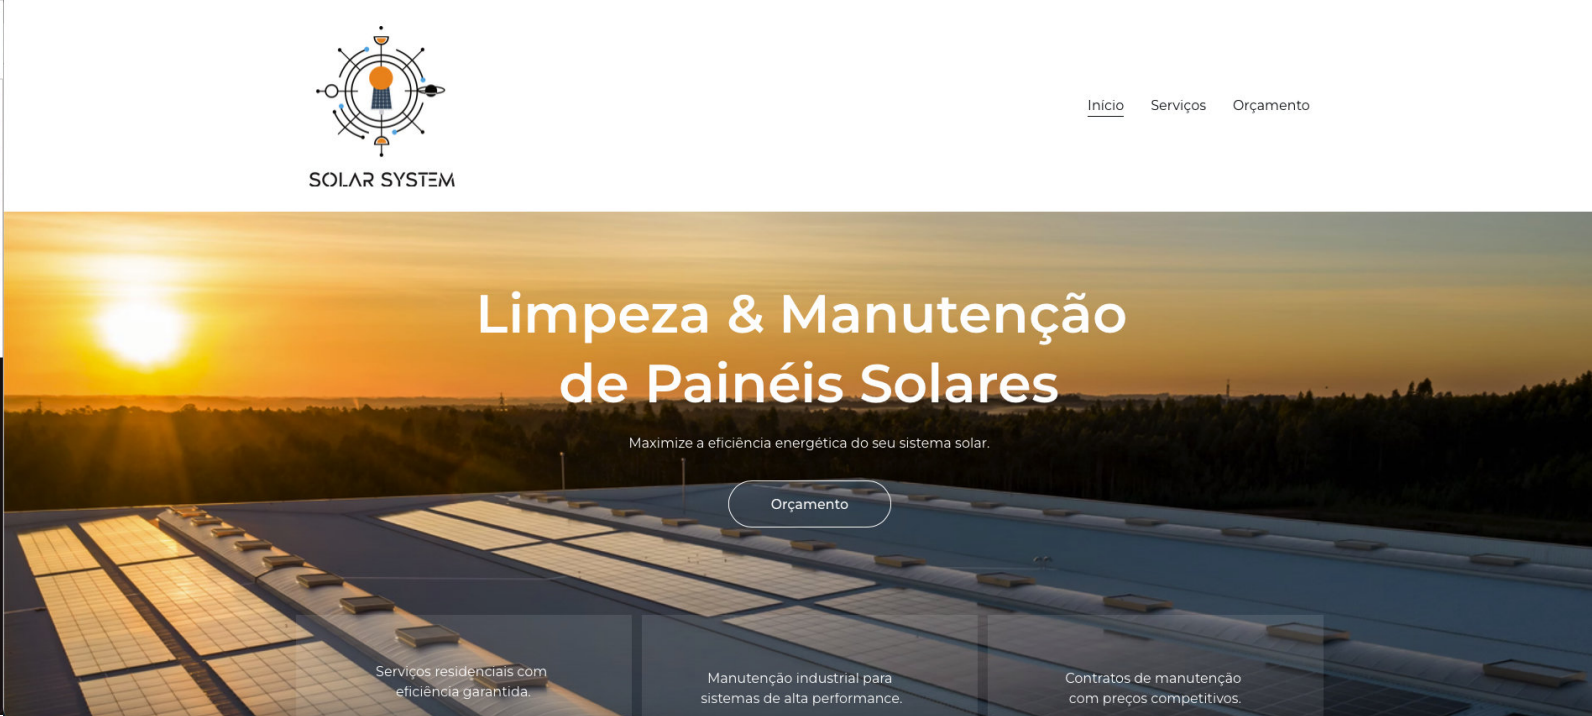 SOLAR SYSTEM
Início Serviços Orçamento
Limpeza & Manutenção
de Painéis Solares
Maximize a eficiência energética do seu sistema solar.
Orçamento
Serviços residenciais com
eficiência garantida.
Manutenção industrial para
sistemas de alta performance.
Contratos de manutenção
com preços competitivos.